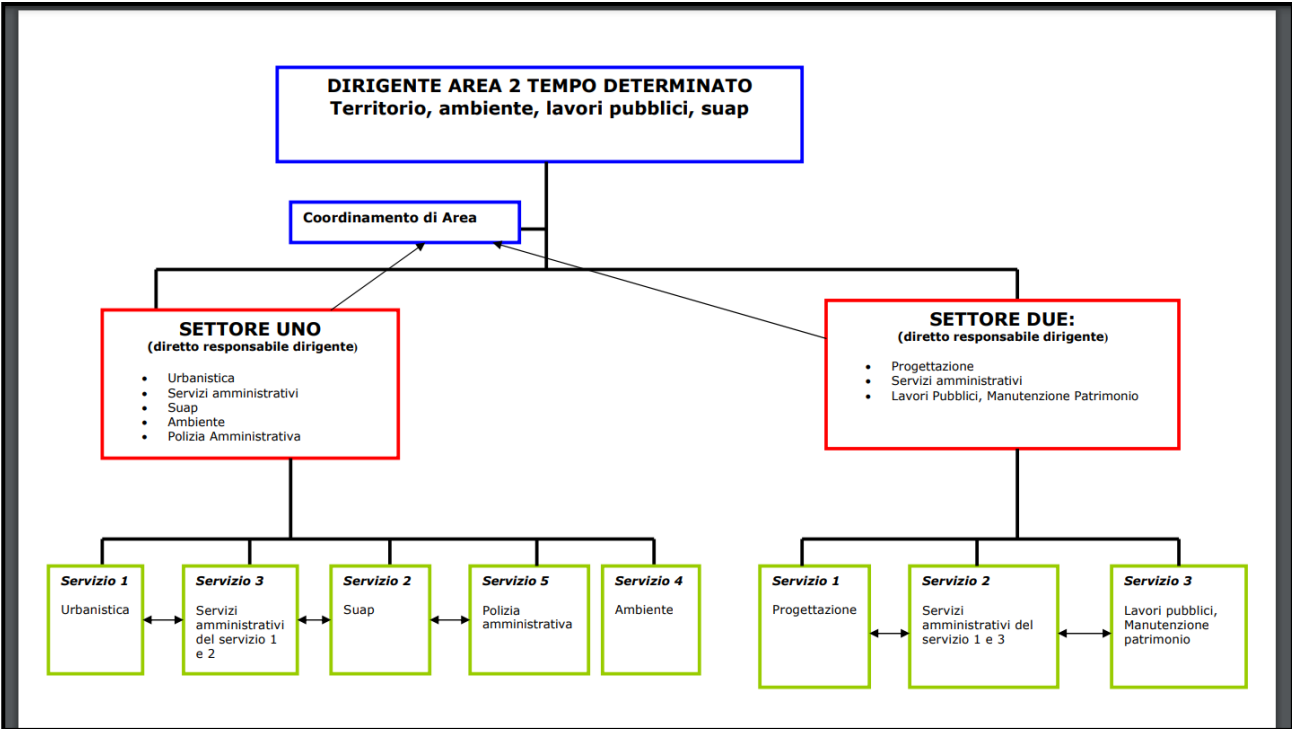 DIRIGENTE AREA 2 TEMPO DETERMINATO
Territorio, ambiente, lavori pubblici, suap
Coordinamento di Area
SETTORE UNO
(diretto responsabile dirigente)
• Urbanistica
• Servizi amministrativi
• Suap
• Ambiente
• Polizia Amministrativa
SETTORE DUE:
(diretto responsabile dirigente)
• Progettazione
• Servizi amministrativi
• Lavori Pubblici, Manutenzione Patrimonio
Servizio 1
Urbanistica
Servizio 3
Servizi
amministrativi
del servizio 1
e 2
Servizio 2
Suap
Servizio 5
Polizia
amministrativa
Servizio 4
Ambiente
Servizio 1
Progettazione
Servizio 2
Servizi
amministrativi del
servizio 1 e 3
Servizio 3
Lavori pubblici,
Manutenzione
patrimonio